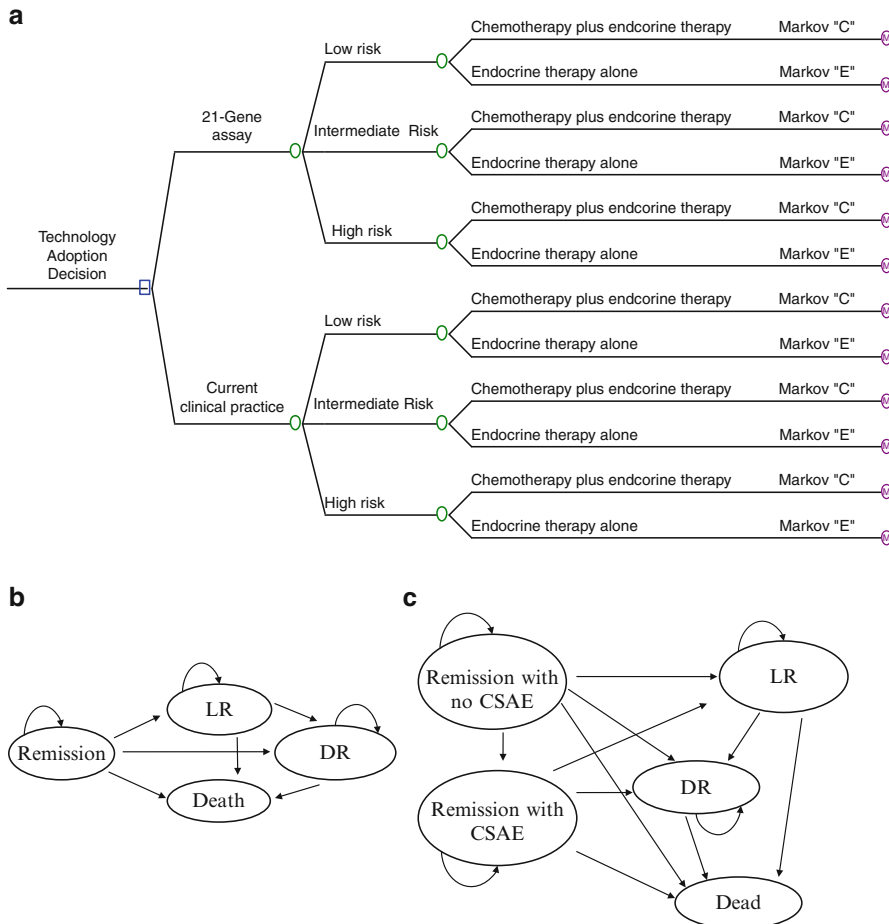 a
Technology
Adoption
Decision
21-Gene
assay
Low risk
Chemotherapy plus endcorine therapy Markov "C"
M
Endocrine therapy alone Markov "E"
M
Intermediate Risk
Chemotherapy plus endcorine therapy Markov "C"
M
Endocrine therapy alone Markov "E"
M
High risk
Chemotherapy plus endcorine therapy Markov "C"
M
Endocrine therapy alone Markov "E"
M
Current
clinical practice
Low risk
Chemotherapy plus endcorine therapy Markov "C"
M
Endocrine therapy alone Markov "E"
M
Intermediate Risk
Chemotherapy plus endcorine therapy Markov "C"
M
Endocrine therapy alone Markov "E"
M
High risk
Chemotherapy plus endcorine therapy Markov "C"
M
Endocrine therapy alone Markov "E"
M
b
Remission
LR
DR
Death
c
Remission with
no CSAE
LR
DR
Remission with
CSAE
Dead